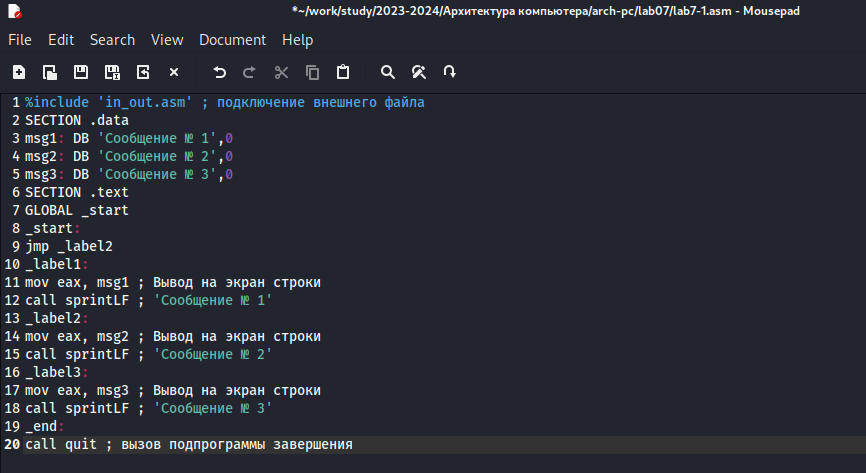 *~/work/study/2023-2024/Архитектура компьютера/arch-pc/lab07/lab7-1.asm - Mousepad
File Edit Search View Document Help
1 %include 'in_out.asm' ; подключение внешнего файла
2 SECTION .data
3 msg1: DB 'Сообщение № 1',0
4 msg2: DB 'Сообщение № 2',0
5 msg3: DB 'Сообщение № 3',0
6 SECTION .text
7 GLOBAL _start
8 _start:
9 jmp _label2
10 _label1:
11 mov eax, msg1 ; Вывод на экран строки
12 call sprintLF ; 'Сообщение № 1'
13 _label2:
14 mov eax, msg2 ; Вывод на экран строки
15 call sprintLF ; 'Сообщение № 2'
16 _label3:
17 mov eax, msg3 ; Вывод на экран строки
18 call sprintLF ; 'Сообщение № 3'
19 _end:
20 call quit ; вызов подпрограммы завершения